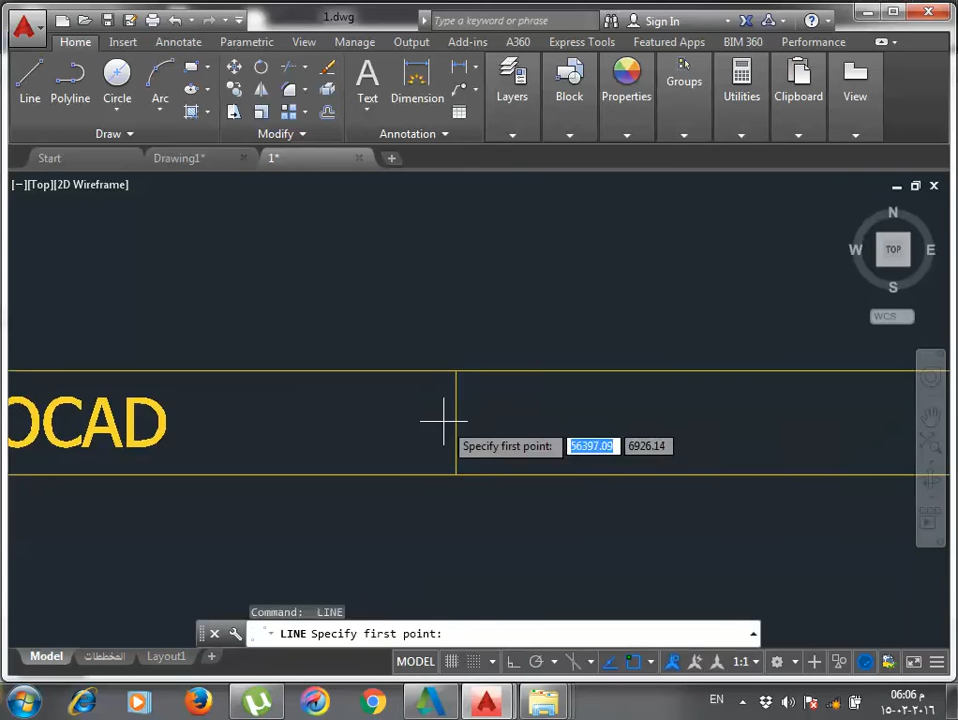 1.dwg
Type a keyword or phrase
Sign In
Home Insert Annotate Parametric View Manage Output Add-ins A360 Express Tools Featured Apps BIM 360 Performance
Line Polyline Circle Arc Text Dimension Layers Block Properties Groups Utilities Clipboard View
Draw Modify Annotation
Start Drawing1* 1*
[−][Top][2D Wireframe]
N
W TOP E
S
WCS
OCAD
Specify first point: 56397.09 6926.14
Command: LINE
LINE Specify first point:
Model المخططات Layout1
MODEL 1:1
EN
06:06 م
١٥-٠٢-٢٠١٦